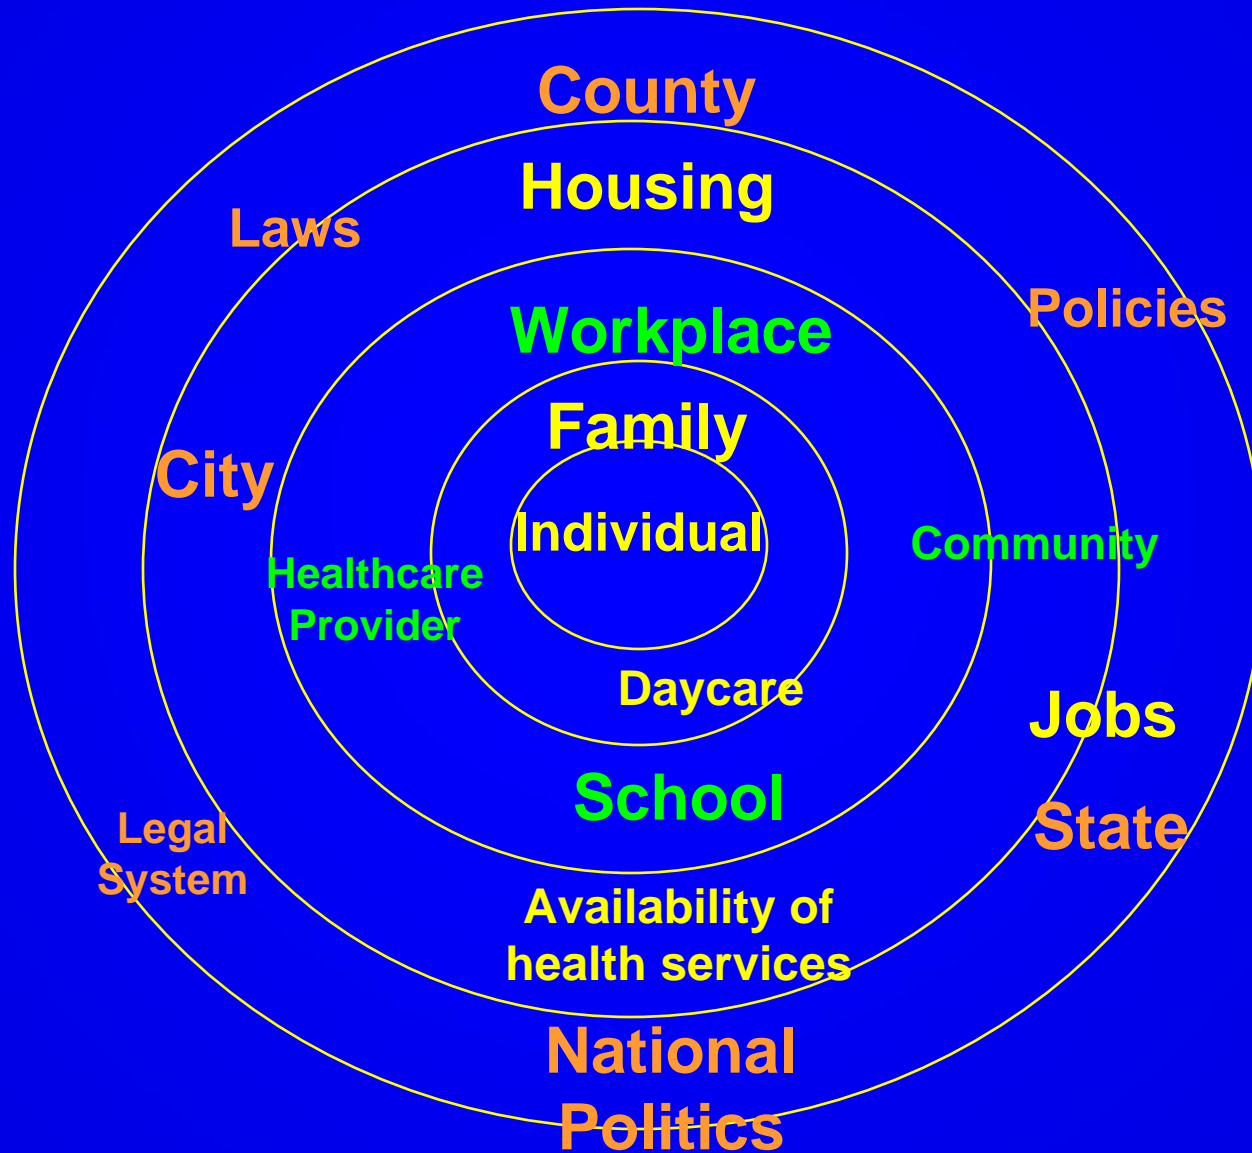 County
Housing
Laws
Policies
Workplace
Family
City
Individual
Community
Healthcare
Provider
Daycare
Jobs
School
State
Legal
System
Availability of
health services
National
Politics